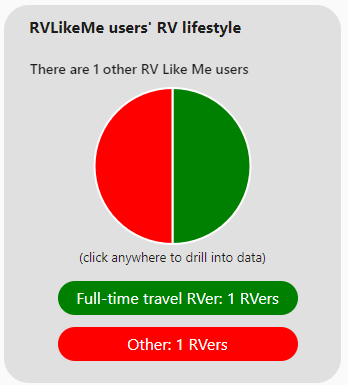 RVLikeMe users' RV lifestyle
There are 1 other RV Like Me users
(click anywhere to drill into data)
Full-time travel RVer: 1 RVers
Other: 1 RVers